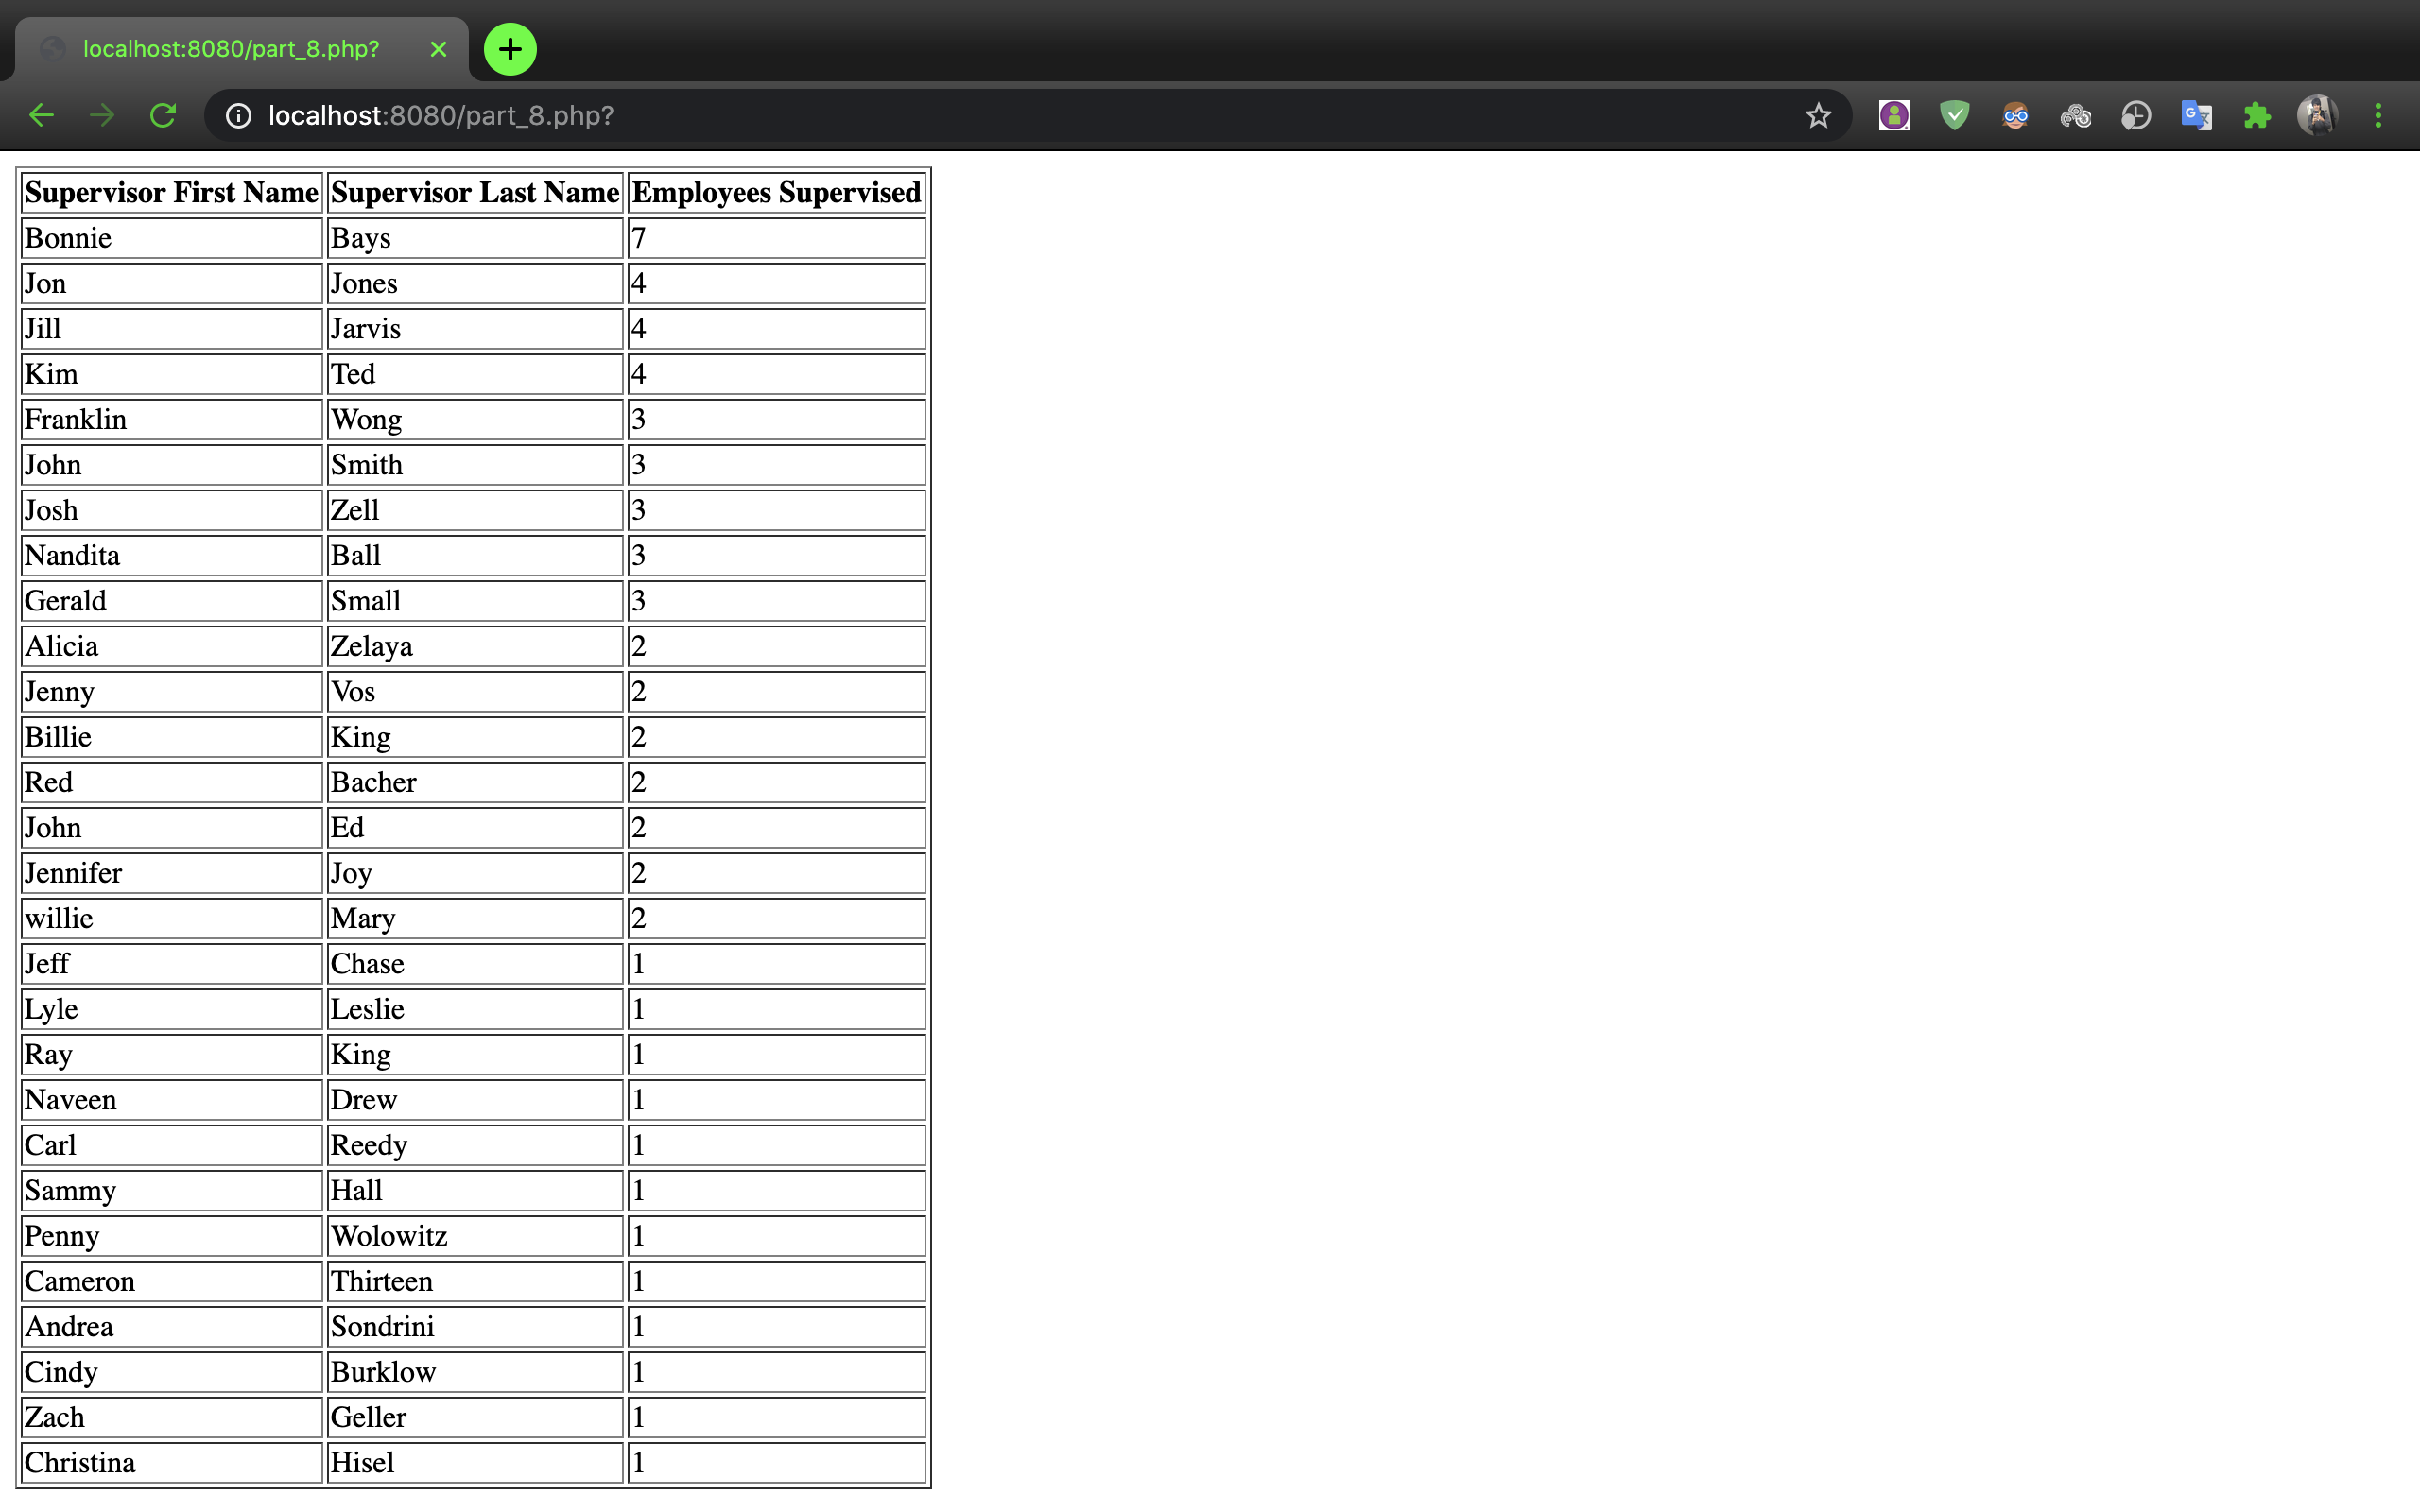 localhost:8080/part_8.php?
localhost:8080/part_8.php?
Supervisor First Name Supervisor Last Name Employees Supervised
Bonnie Bays 7
Jon Jones 4
Jill Jarvis 4
Kim Ted 4
Franklin Wong 3
John Smith 3
Josh Zell 3
Nandita Ball 3
Gerald Small 3
Alicia Zelaya 2
Jenny Vos 2
Billie King 2
Red Bacher 2
John Ed 2
Jennifer Joy 2
willie Mary 2
Jeff Chase 1
Lyle Leslie 1
Ray King 1
Naveen Drew 1
Carl Reedy 1
Sammy Hall 1
Penny Wolowitz 1
Cameron Thirteen 1
Andrea Sondrini 1
Cindy Burklow 1
Zach Geller 1
Christina Hisel 1